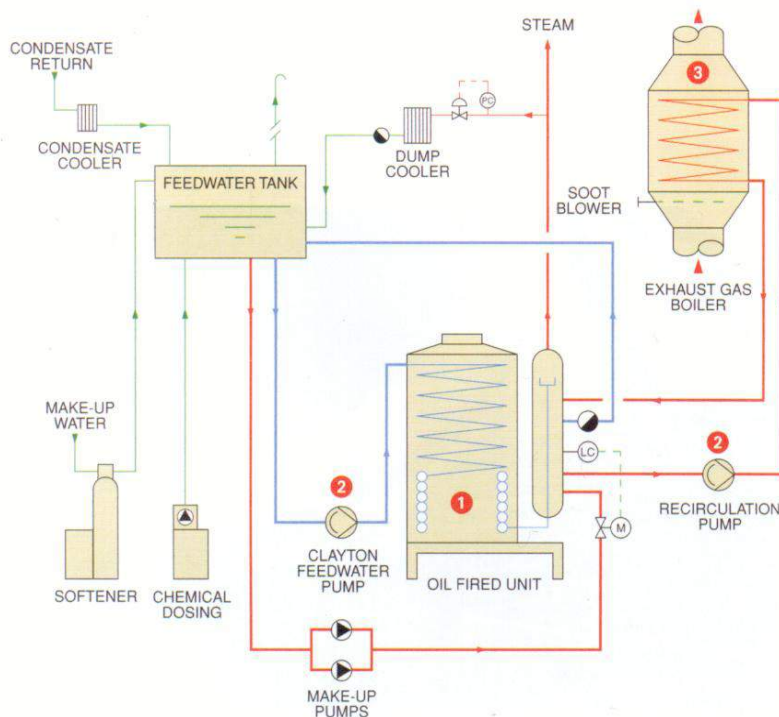 CONDENSATE
RETURN
CONDENSATE
COOLER
STEAM
PC
DUMP
COOLER
3
FEEDWATER TANK
SOOT
BLOWER
EXHAUST GAS
BOILER
MAKE-UP
WATER
LC
2
2
1
M
RECIRCULATION
PUMP
CLAYTON
FEEDWATER
PUMP
OIL FIRED UNIT
SOFTENER
CHEMICAL
DOSING
MAKE-UP
PUMPS